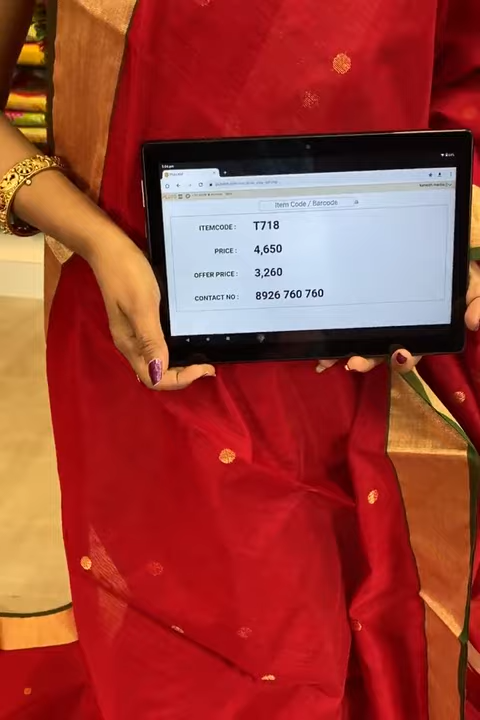 Item Code / Barcode
ITEMCODE : T718
PRICE : 4,650
OFFER PRICE : 3,260
CONTACT NO : 8926 760 760